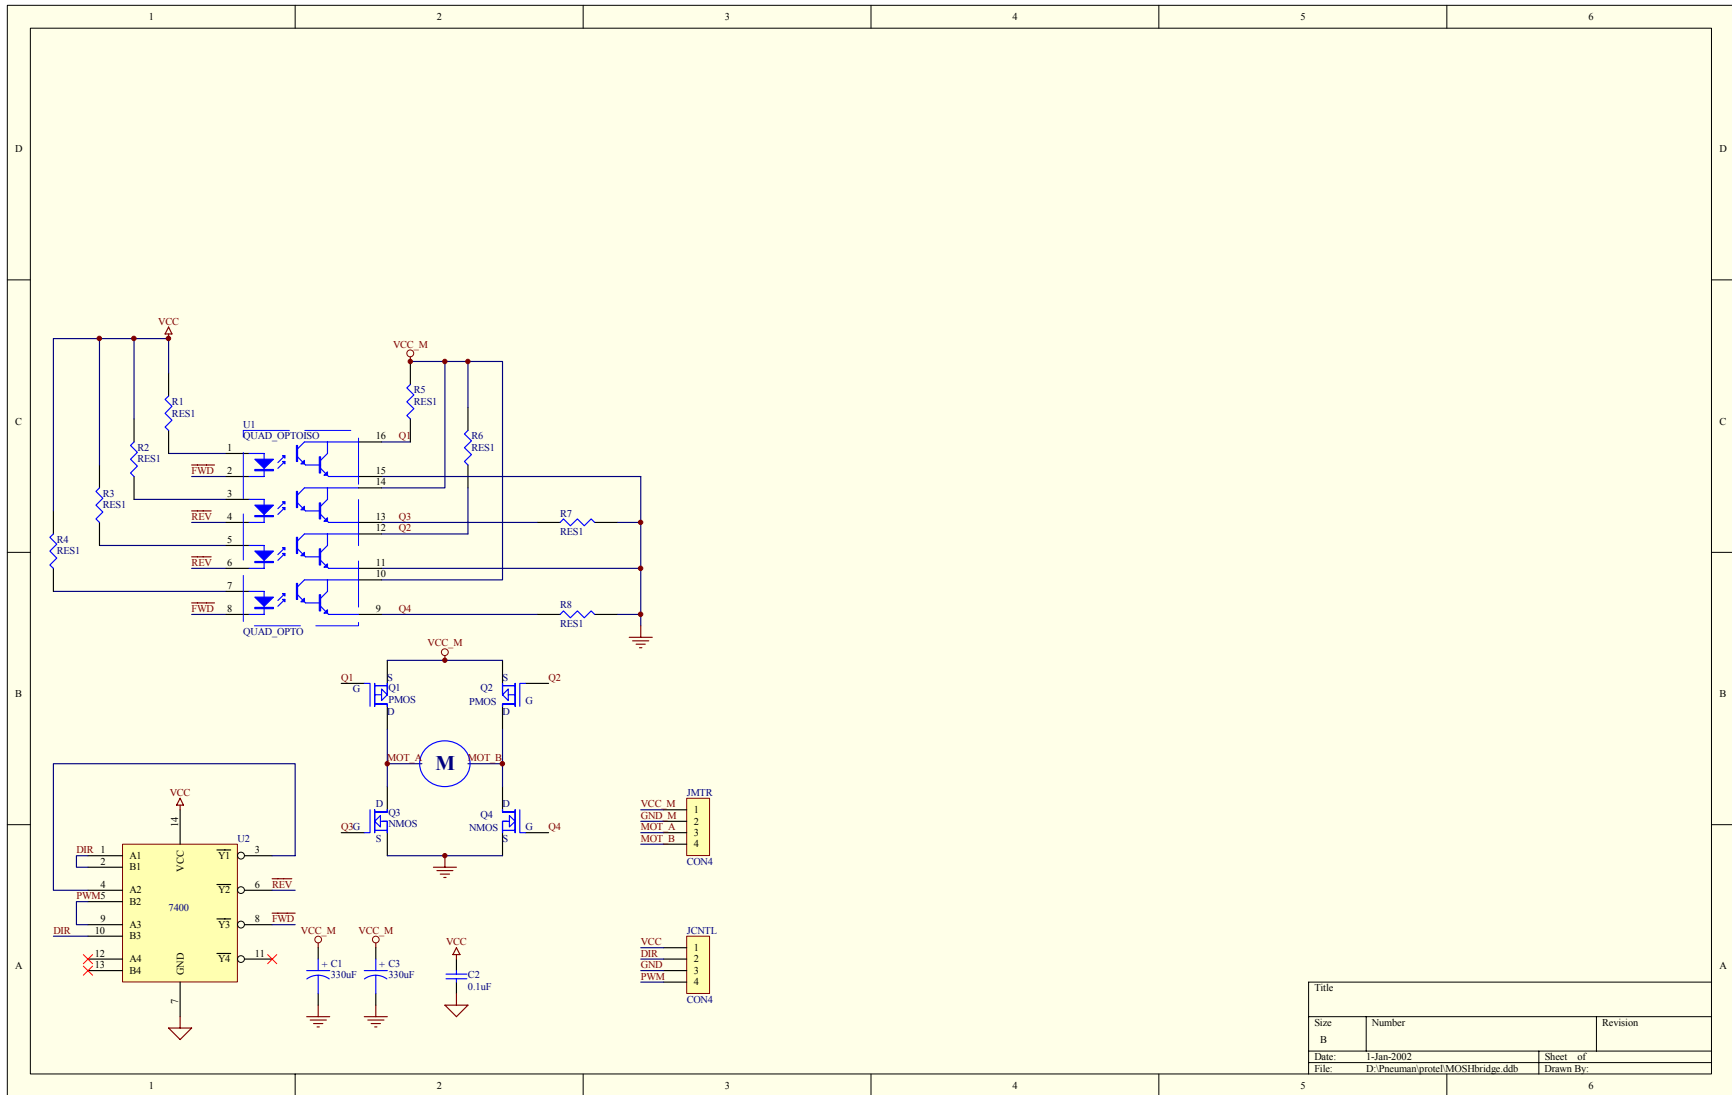 1 2 3 4 5 6
D D
VCC
VCC_M
R5
RES1
R1
RES1
C C
U1
QUAD_OPTOISO
16 Q1
R6
RES1
R2
RES1
1
FWD 2
15
14
R3
RES1
3
REV 4
13 Q3
12 Q2
R7
RES1
R4
RES1
5
REV 6
11
10
7
FWD 8
9 Q4
R8
RES1
QUAD_OPTO
VCC_M
Q1
G
S
Q1
PMOS
D
S
Q2
PMOS
G
D
Q2
B B
MOT_A
M
MOT_B
D
Q3
NMOS
Q3
G
S
D
Q4
NMOS
G
S
Q4
JMTR
VCC_M 1
GND_M 2
MOT_A 3
MOT_B 4
CON4
VCC
14
U2
DIR 1 A1 VCC Y1 3
2 B1
4 A2 Y2 6 REV
PWM 5 B2
7400
9 A3 Y3 8 FWD
DIR 10 B3
12 A4 GND Y4 11
13 B4
7
VCC_M
+ C1
330uF
VCC_M
+ C3
330uF
VCC
C2
0.1uF
JCNTL
VCC 1
DIR 2
GND 3
PWM 4
CON4
A A
Title
Size Number Revision
B
Date: 1-Jan-2002 Sheet of
File: D:\Pneuman\protel\MOSHbridge.ddb Drawn By:
1 2 3 4 5 6